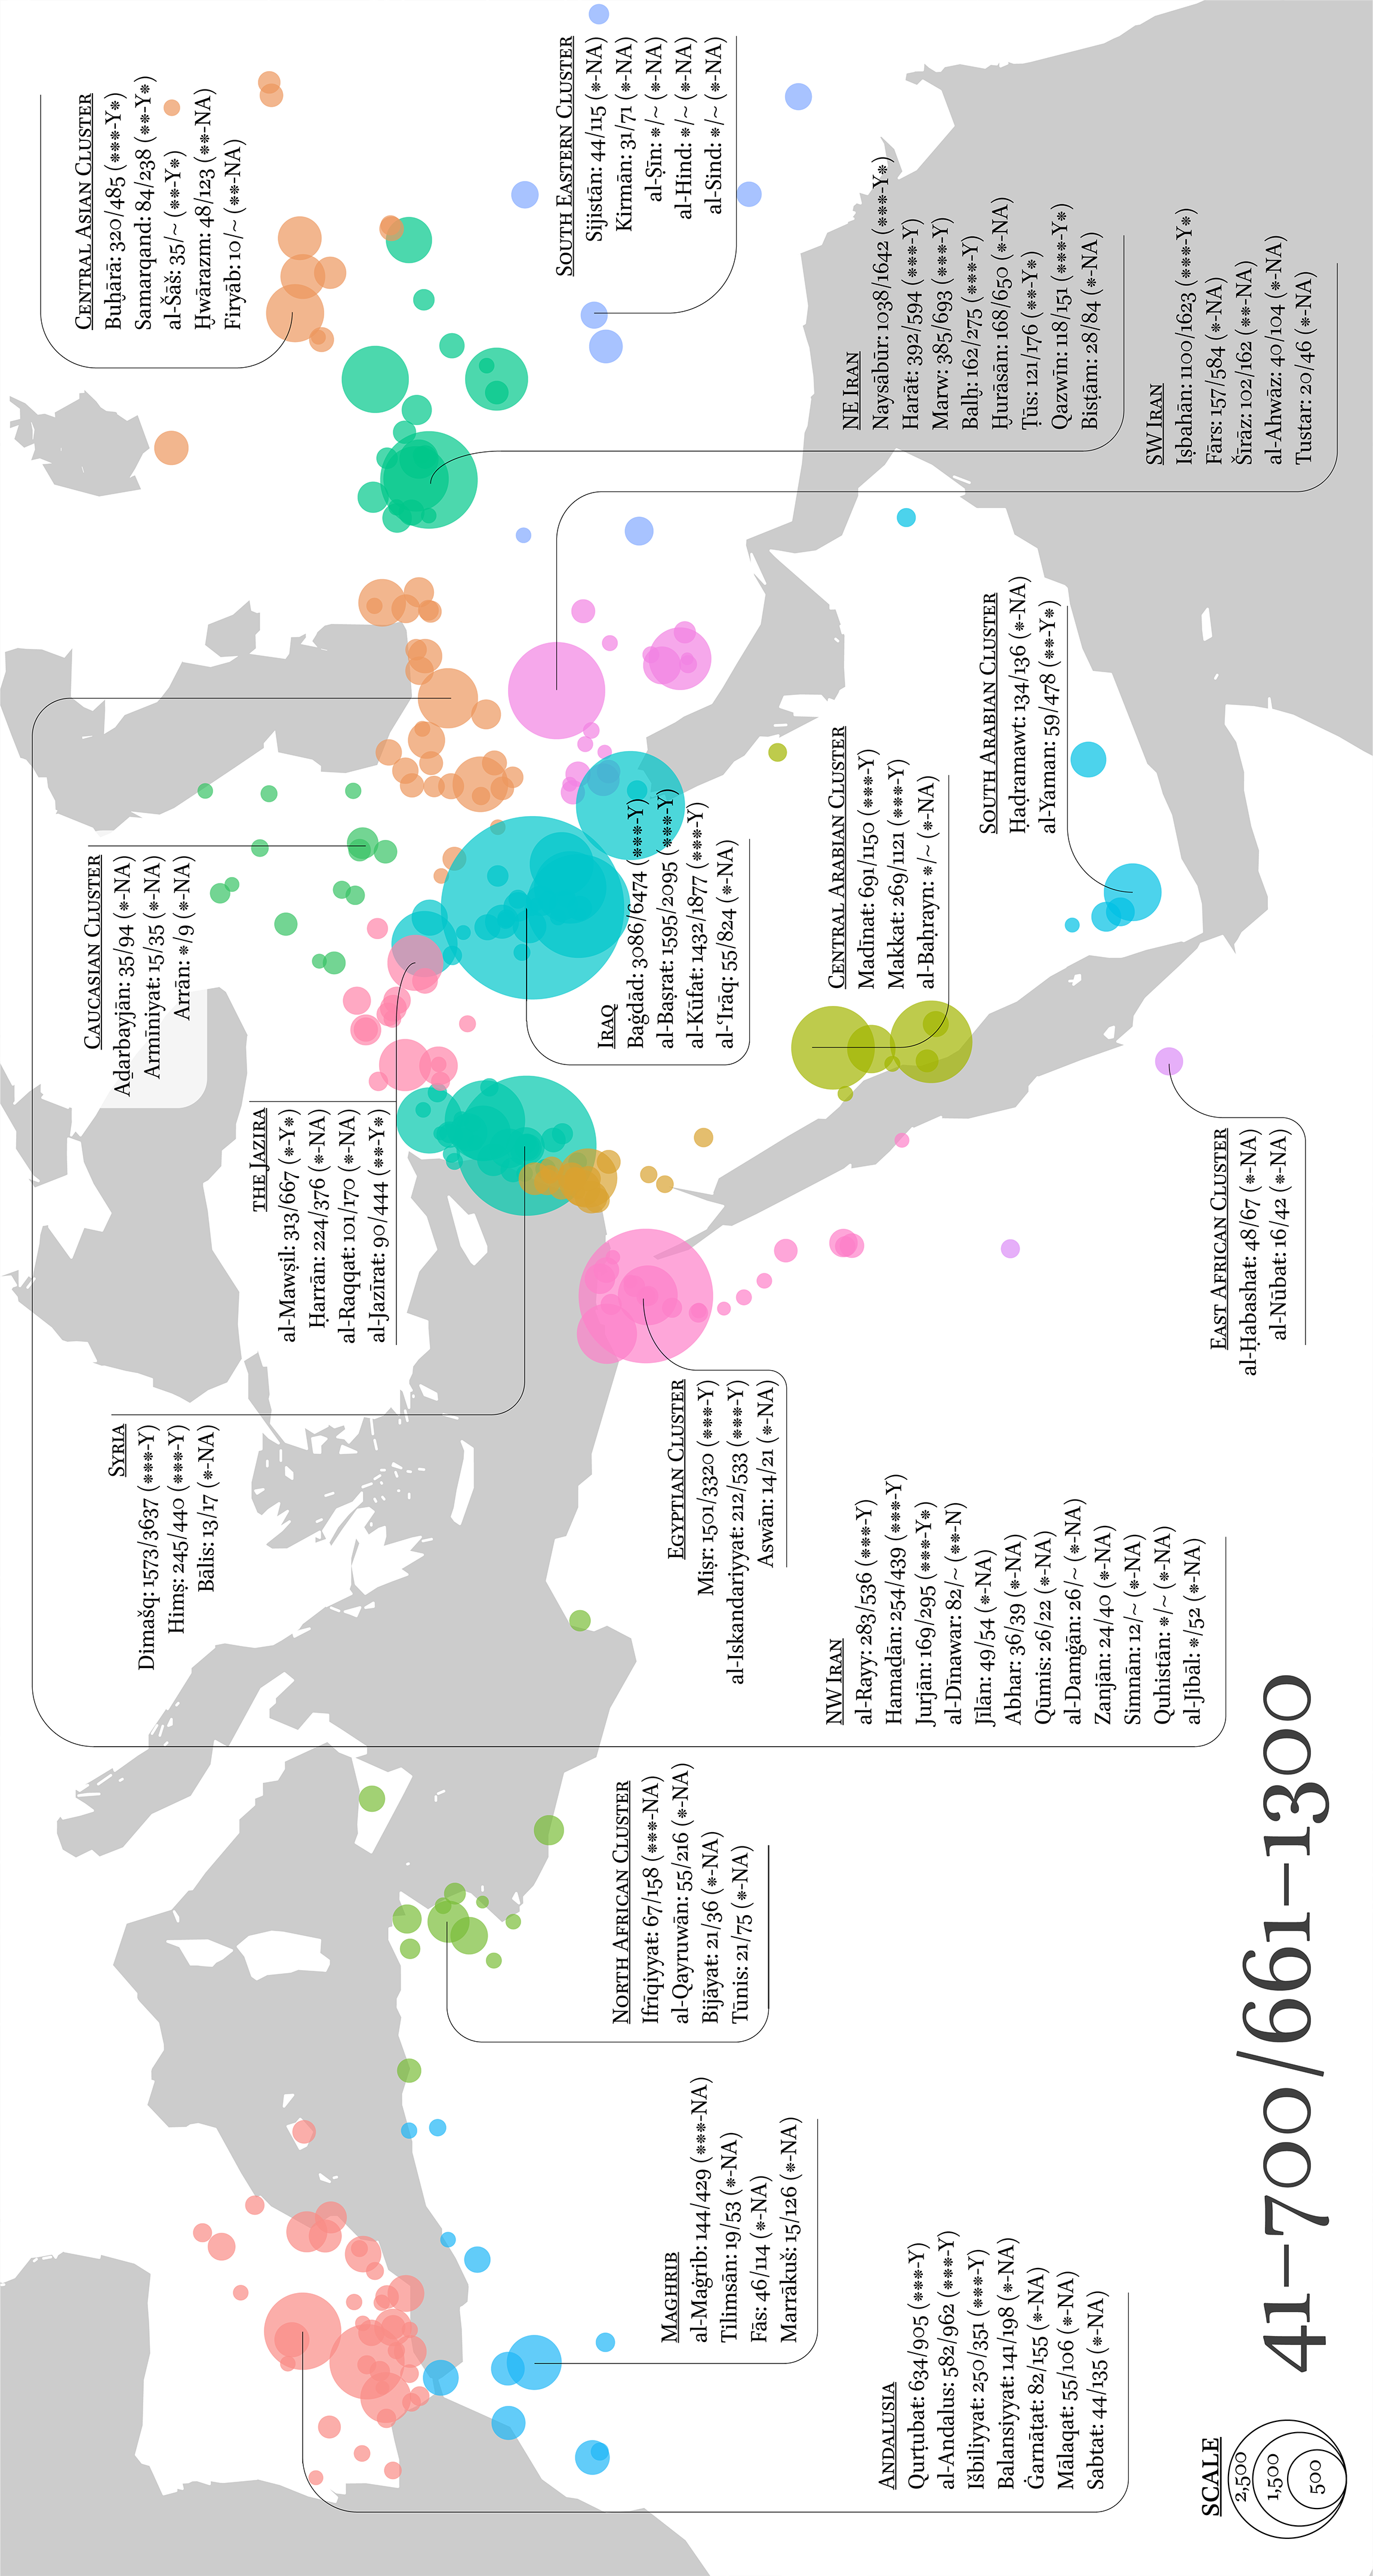 ANDALUSIA
Qurṭubat: 634/905 (***-Y)
al-Andalus: 582/962 (***-Y)
Išbiliyyat: 250/351 (***-Y)
Balansiyyat: 141/198 (*-NA)
Ġarnāṭat: 82/155 (*-NA)
Mālaqat: 55/106 (*-NA)
Sabtat: 44/135 (*-NA)
MAGHRIB
al-Maġrib: 144/429 (***-NA)
Tilimsān: 19/53 (*-NA)
Fās: 46/114 (*-NA)
Marrākuš: 15/126 (*-NA)
NORTH AFRICAN CLUSTER
Ifrīqiyyat: 67/158 (***-NA)
al-Qayruwān: 55/216 (*-NA)
Bijāyat: 21/36 (*-NA)
Tūnis: 21/75 (*-NA)
SYRIA
Dimašq: 1573/3637 (***-Y)
Ḥimṣ: 245/440 (***-Y)
Bālis: 13/17 (*-NA)
EGYPTIAN CLUSTER
Miṣr: 1501/3320 (***-Y)
al-Iskandariyyat: 212/533 (***-Y)
Aswān: 14/21 (*-NA)
NW IRAN
al-Rayy: 283/536 (***-Y)
Hamaḏān: 254/439 (***-Y)
Jurjān: 169/295 (***-Y*)
al-Dīnawar: 82/~ (**-N)
Jīlān: 49/54 (*-NA)
Abhar: 36/39 (*-NA)
Qūmis: 26/22 (*-NA)
al-Damġān: 26/~ (*-NA)
Zanjān: 24/40 (*-NA)
Simnān: 12/~ (*-NA)
Quhistān: */~ (*-NA)
al-Jibāl: */52 (*-NA)
THE JAZIRA
al-Mawṣil: 313/667 (*-Y*)
Ḥarrān: 224/376 (*-NA)
al-Raqqat: 101/170 (*-NA)
al-Jazīrat: 90/444 (**-Y*)
CAUCASIAN CLUSTER
Aḏarbayjān: 35/94 (*-NA)
Armīniyat: 15/35 (*-NA)
Arrān: */9 (*-NA)
IRAQ
Baġdād: 3086/6474 (***-Y)
al-Baṣrat: 1595/2095 (***-Y)
al-Kūfat: 1432/1877 (***-Y)
al-ʿIrāq: 55/824 (*-NA)
CENTRAL ARABIAN CLUSTER
Madīnat: 691/1150 (***-Y)
Makkat: 269/1121 (***-Y)
al-Baḥrayn: */~ (*-NA)
SOUTH ARABIAN CLUSTER
Ḥaḍramawt: 134/136 (*-NA)
al-Yaman: 59/478 (**-Y*)
EAST AFRICAN CLUSTER
al-Ḥabashat: 48/67 (*-NA)
al-Nūbat: 16/42 (*-NA)
CENTRAL ASIAN CLUSTER
Buḫārá: 320/485 (***-Y*)
Samarqand: 84/238 (**-Y*)
al-Šāš: 35/~ (**-Y*)
Ḫwārazm: 48/123 (**-NA)
Firyāb: 10/~ (**-NA)
SOUTH EASTERN CLUSTER
Sijistān: 44/115 (*-NA)
Kirmān: 31/71 (*-NA)
al-Ṣīn: */~ (*-NA)
al-Hind: */~ (*-NA)
al-Sind: */~ (*-NA)
NE IRAN
Naysābūr: 1038/1642 (***-Y*)
Harāt: 392/594 (***-Y)
Marw: 385/693 (***-Y)
Balḫ: 162/275 (***-Y)
Ḫurāsān: 168/650 (*-NA)
Ṭūs: 121/176 (**-Y*)
Qazwīn: 118/151 (***-Y*)
Bisṭām: 28/84 (*-NA)
SW IRAN
Iṣbahān: 1100/1623 (***-Y*)
Fārs: 157/584 (*-NA)
Šīrāz: 102/162 (**-NA)
al-Ahwāz: 40/104 (*-NA)
Tustar: 20/46 (*-NA)
SCALE
2,500
1,500
500
41–700/661–1300